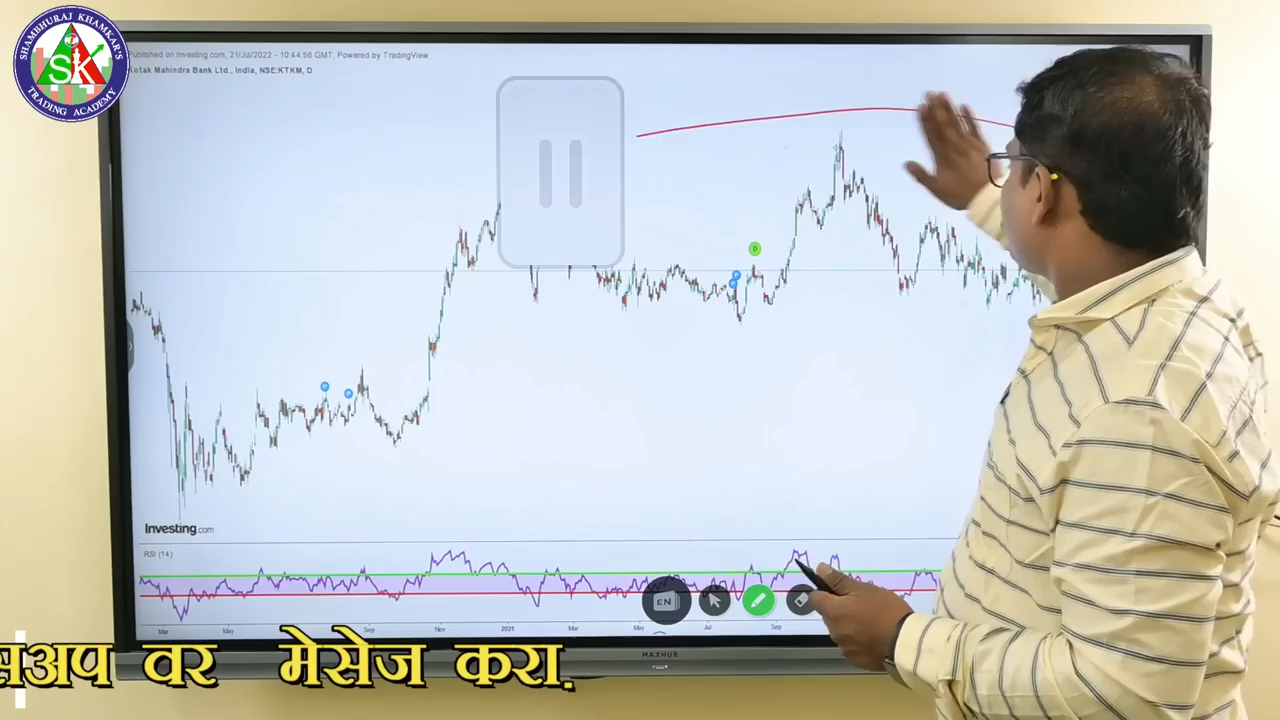 SHAMBHURAJ KHAMKAR'S
SK
TRADING ACADEMY
Published on Investing.com, 21/Jul/2022 - 10:44:56 GMT, Powered by TradingView.
Kotak Mahindra Bank Ltd., India, NSE:KTKM, D
D
P
P
P
P
Investing.com
RSI (14)
EN
Mar May Sep Nov 2021 Mar May Jul Sep
MAXHUB
वर मेसेज करा.